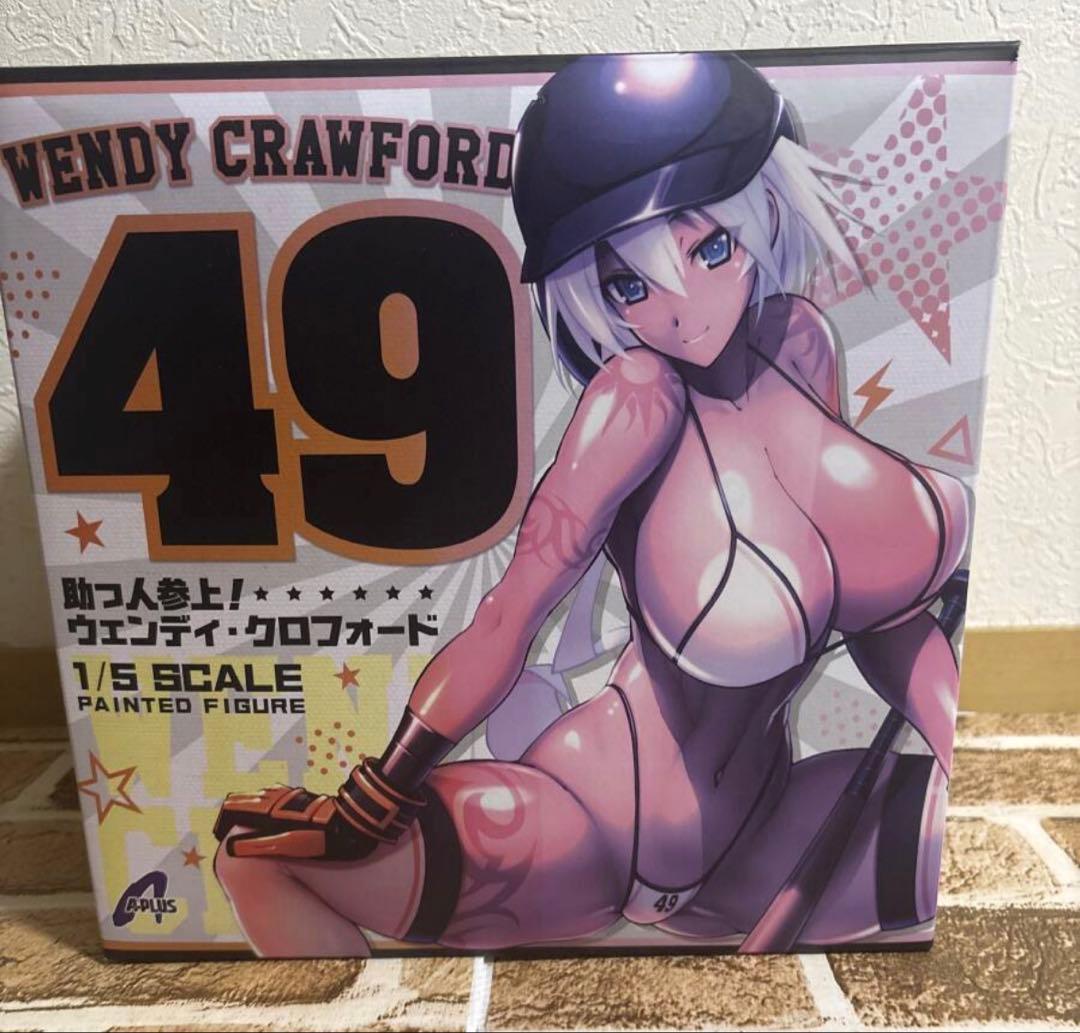 WENDY CRAWFORD
49
助っ人参上!
ウェンディ・クロフォード
1/5 SCALE
PAINTED FIGURE
A-PLUS
49